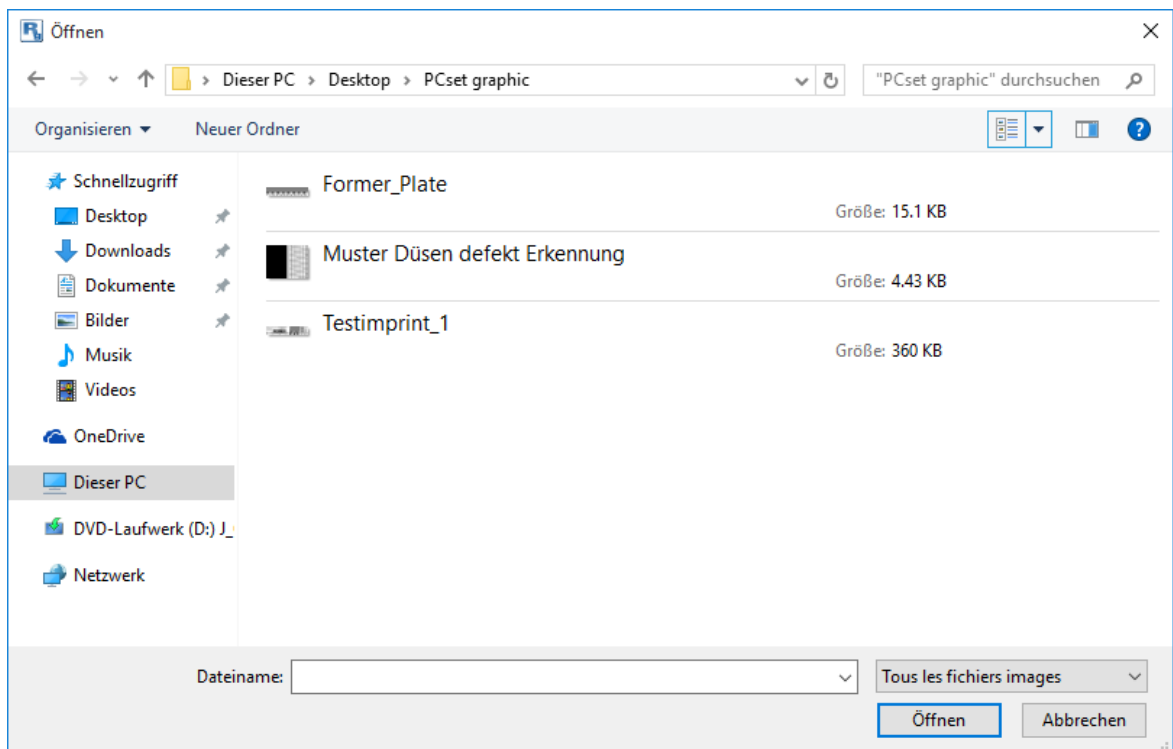 Öffnen
Dieser PC > Desktop > PCset graphic
"PCset graphic" durchsuchen
Organisieren
Neuer Ordner
Schnellzugriff
Desktop
Downloads
Dokumente
Bilder
Musik
Videos
OneDrive
Dieser PC
DVD-Laufwerk (D:) J_
Netzwerk
Former_Plate
Größe: 15.1 KB
Muster Düsen defekt Erkennung
Größe: 4.43 KB
Testimprint_1
Größe: 360 KB
Dateiname:
Tous les fichiers images
Öffnen
Abbrechen